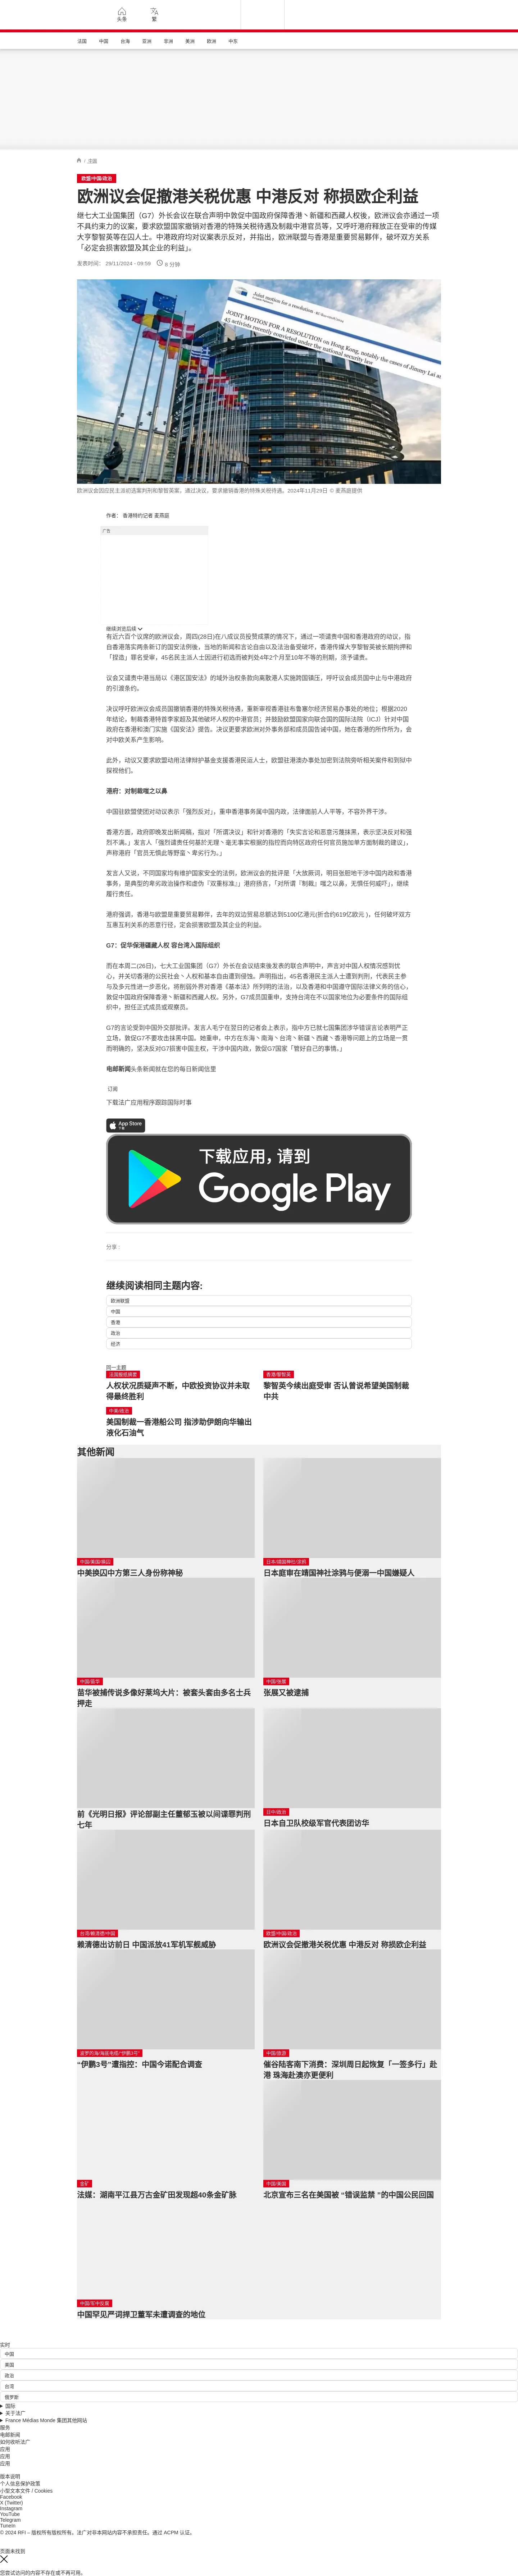 头条
繁
法国
中国
台海
亚洲
非洲
美洲
欧洲
中东
/ 中国
欧盟/中国/政治
欧洲议会促撤港关税优惠 中港反对 称损欧企利益
继七大工业国集团（G7）外长会议在联合声明中敦促中国政府保障香港丶新疆和西藏人权後，欧洲议会亦通过一项不具约束力的议案，要求欧盟国家撤销对香港的特殊关税待遇及制裁中港官员等，又呼吁港府释放正在受审的传媒大亨黎智英等在囚人士。中港政府均对议案表示反对，并指出，欧洲联盟与香港是重要贸易夥伴，破坏双方关系「必定会损害欧盟及其企业的利益」。
发表时间： 29/11/2024 - 09:59
8 分钟
JOINT MOTION FOR A RESOLUTION on Hong Kong, notably the cases of Jimmy Lai and
45 activists recently convicted under the national security law
欧洲议会因应民主派初选案判刑和黎智英案，通过决议，要求撤销香港的特殊关税待遇。2024年11月29日 © 麦燕庭提供
作者： 香港特约记者 麦燕庭
广告
继续浏览后续
有近六百个议席的欧洲议会，周四(28日)在八成议员投赞成票的情况下，通过一项谴责中国和香港政府的动议，指自香港落实两条新订的国安法例後，当地的新闻和言论自由以及法治备受破坏，香港传媒大亨黎智英被长期拘押和「捏造」罪名受审，45名民主派人士因进行初选而被判处4年2个月至10年不等的刑期，须予谴责。
议会又谴责中港当局以《港区国安法》的域外治权条款向离散港人实施跨国镇压，呼吁议会成员国中止与中港政府的引渡条约。
决议呼吁欧洲议会成员国撤销香港的特殊关税待遇，重新审视香港驻布鲁塞尔经济贸易办事处的地位；根据2020年结论，制裁香港特首李家超及其他破坏人权的中港官员；并鼓励欧盟国家向联合国的国际法院（ICJ）针对中国政府在香港和澳门实施《国安法》提告。决议更要求欧洲对外事务部和成员国告诫中国，她在香港的所作所为，会对中欧关系产生影响。
此外，动议又要求欧盟动用法律辩护基金支援香港民运人士，欧盟驻港澳办事处加密到法院旁听相关案件和到狱中探视他们。
港府：对制裁嗤之以鼻
中国驻欧盟使团对动议表示「强烈反对」，重申香港事务属中国内政，法律面前人人平等，不容外界干涉。
香港方面，政府即晚发出新闻稿，指对「所谓决议」和针对香港的「失实言论和恶意污蔑抹黑，表示坚决反对和强烈不满。」发言人「强烈谴责任何基於无理丶毫无事实根据的指控而向特区政府任何官员施加单方面制裁的建议」，声称港府「官员无惧此等野蛮丶卑劣行为。」
发言人又说，不同国家均有维护国家安全的法例，欧洲议会的批评是「大放厥词，明目张胆地干涉中国内政和香港事务，是典型的卑劣政治操作和虚伪『双重标准』」港府扬言，「对所谓『制裁』嗤之以鼻，无惧任何威吓」，继续履行责任。
港府强调，香港与欧盟是重要贸易夥伴，去年的双边贸易总额达到5100亿港元(折合约619亿欧元 )，任何破坏双方互惠互利关系的恶意行径，定会损害欧盟及其企业的利益。
G7：促华保港疆藏人权 容台湾入国际组织
而在本周二(26日)，七大工业国集团（G7）外长在会议结束後发表的联合声明中，声言对中国人权情况感到忧心，并关切香港的公民社会丶人权和基本自由遭到侵蚀。声明指出，45名香港民主派人士遭到判刑，代表民主参与及多元性进一步恶化，将削弱外界对香港《基本法》所列明的法治，以及香港和中国遵守国际法律义务的信心，敦促中国政府保障香港丶新疆和西藏人权。另外，G7成员国重申，支持台湾在不以国家地位为必要条件的国际组织中，担任正式成员或观察员。
G7的言论受到中国外交部批评。发言人毛宁在翌日的记者会上表示，指中方已就七国集团涉华错误言论表明严正立场，敦促G7不要攻击抹黑中国。她重申，中方在东海丶南海丶台湾丶新疆丶西藏丶香港等问题上的立场是一贯而明确的，坚决反对G7损害中国主权，干涉中国内政，敦促G7国家「管好自己的事情。」
电邮新闻头条新闻就在您的每日新闻信里
订阅
下载法广应用程序跟踪国际时事
App Store
下载
下载应用，请到
Google Play
分享 :
继续阅读相同主题内容:
欧洲联盟
中国
香港
政治
经济
同一主题
法国报纸摘要
人权状况质疑声不断，中欧投资协议并未取得最终胜利
香港/黎智英
黎智英今续出庭受审 否认曾说希望美国制裁中共
中美/政治
美国制裁一香港船公司 指涉助伊朗向华输出液化石油气
其他新闻
中国/美国/换囚
中美换囚中方第三人身份称神秘
日本/靖国神社/涂鸦
日本庭审在靖国神社涂鸦与便溺一中国嫌疑人
中国/苗华
苗华被捕传说多像好莱坞大片：被套头套由多名士兵押走
中国/张展
张展又被逮捕
前《光明日报》评论部副主任董郁玉被以间谍罪判刑七年
日中/政治
日本自卫队校级军官代表团访华
台湾/赖清德/中国
赖清德出访前日 中国派放41军机军舰威胁
欧盟/中国/政治
欧洲议会促撤港关税优惠 中港反对 称损欧企利益
波罗的海/海底电缆/“伊鹏3号”
“伊鹏3号”遭指控：中国今诺配合调查
中国/旅游
催谷陆客南下消费：深圳周日起恢复「一签多行」赴港 珠海赴澳亦更便利
金矿
法媒：湖南平江县万古金矿田发现超40条金矿脉
中国/美国
北京宣布三名在美国被 “错误监禁 ”的中国公民回国
中国/军中反腐
中国罕见严词捍卫董军未遭调查的地位
实时
中国
美国
政治
台湾
俄罗斯
国际
关于法广
France Médias Monde 集团其他网站
服务
电邮新闻
如何收听法广
应用
应用
应用
版本说明
个人信息保护政策
小型文本文件 / Cookies
Facebook
X (Twitter)
Instagram
YouTube
Telegram
TuneIn
© 2024 RFI – 版权所有版权所有。法广对非本网站内容不承担责任。通过 ACPM 认证。
页面未找到
您尝试访问的内容不存在或不再可用。